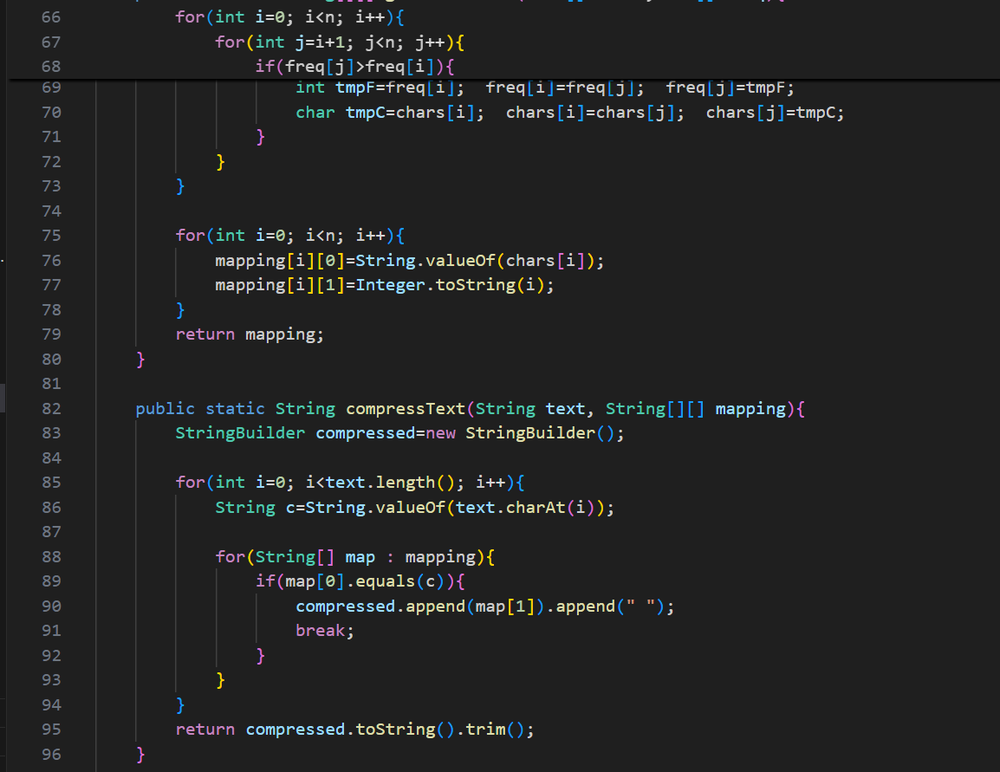 66 for(int i=0; i<n; i++){
67 for(int j=i+1; j<n; j++){
68 if(freq[j]>freq[i]){
69 int tmpF=freq[i]; freq[i]=freq[j]; freq[j]=tmpF;
70 char tmpC=chars[i]; chars[i]=chars[j]; chars[j]=tmpC;
71 }
72 }
73 }
74
75 for(int i=0; i<n; i++){
76 mapping[i][0]=String.valueOf(chars[i]);
77 mapping[i][1]=Integer.toString(i);
78 }
79 return mapping;
80 }
81
82 public static String compressText(String text, String[][] mapping){
83 StringBuilder compressed=new StringBuilder();
84
85 for(int i=0; i<text.length(); i++){
86 String c=String.valueOf(text.charAt(i));
87
88 for(String[] map : mapping){
89 if(map[0].equals(c)){
90 compressed.append(map[1]).append(" ");
91 break;
92 }
93 }
94 }
95 return compressed.toString().trim();
96 }